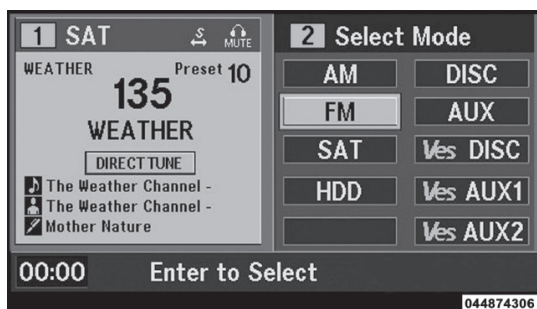 1 SAT S MUTE
WEATHER Preset 10
135
WEATHER
DIRECT TUNE
The Weather Channel -
The Weather Channel -
Mother Nature
2 Select Mode
AM DISC
FM AUX
SAT Ves DISC
HDD Ves AUX1
Ves AUX2
00:00 Enter to Select
044874306